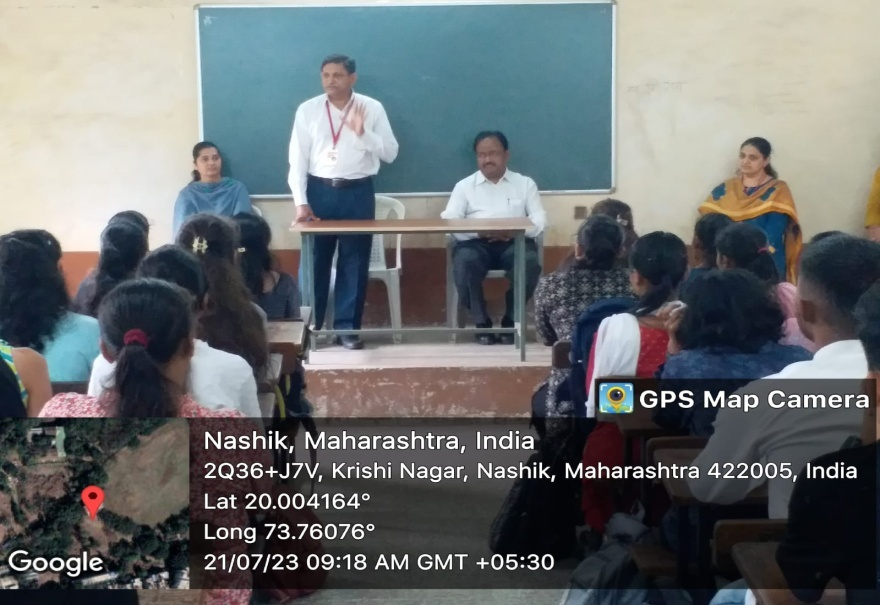 GPS Map Camera
Nashik, Maharashtra, India
2Q36+J7V, Krishi Nagar, Nashik, Maharashtra 422005, India
Lat 20.004164°
Long 73.76076°
21/07/23 09:18 AM GMT +05:30
Google